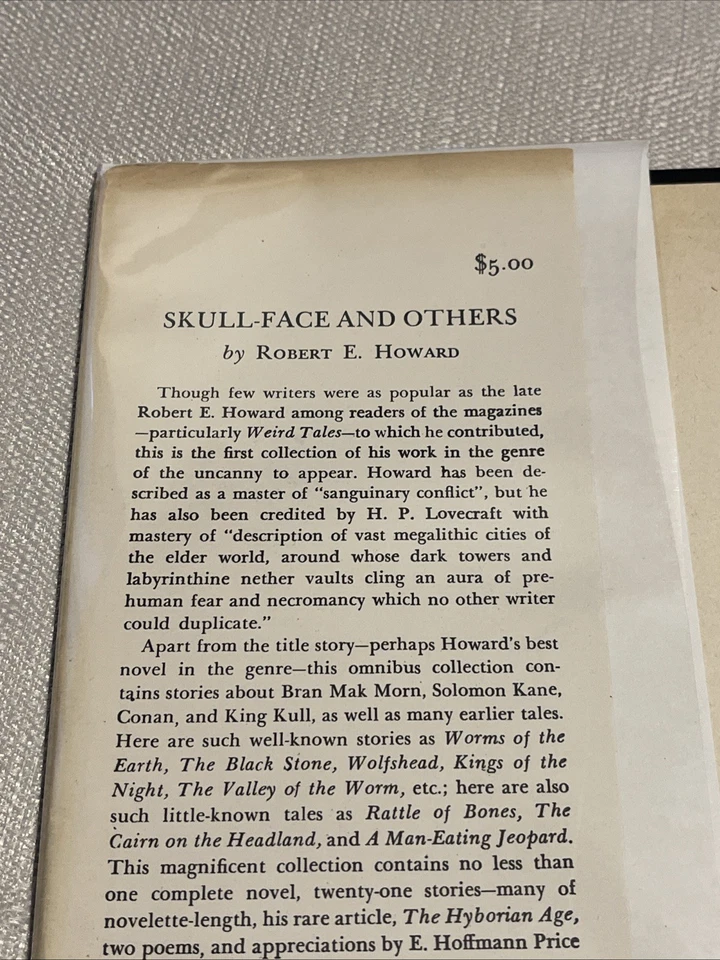 $5.00
SKULL-FACE AND OTHERS
by ROBERT E. HOWARD
Though few writers were as popular as the late
Robert E. Howard among readers of the magazines
—particularly Weird Tales—to which he contributed,
this is the first collection of his work in the genre
of the uncanny to appear. Howard has been de-
scribed as a master of “sanguinary conflict”, but he
has also been credited by H. P. Lovecraft with
mastery of “description of vast megalithic cities of
the elder world, around whose dark towers and
labyrinthine nether vaults cling an aura of pre-
human fear and necromancy which no other writer
could duplicate.”
Apart from the title story—perhaps Howard’s best
novel in the genre—this omnibus collection con-
tains stories about Bran Mak Morn, Solomon Kane,
Conan, and King Kull, as well as many earlier tales.
Here are such well-known stories as Worms of the
Earth, The Black Stone, Wolfshead, Kings of the
Night, The Valley of the Worm, etc.; here are also
such little-known tales as Rattle of Bones, The
Cairn on the Headland, and A Man-Eating Jeopard.
This magnificent collection contains no less than
one complete novel, twenty-one stories—many of
novelette-length, his rare article, The Hyborian Age,
two poems, and appreciations by E. Hoffmann Price